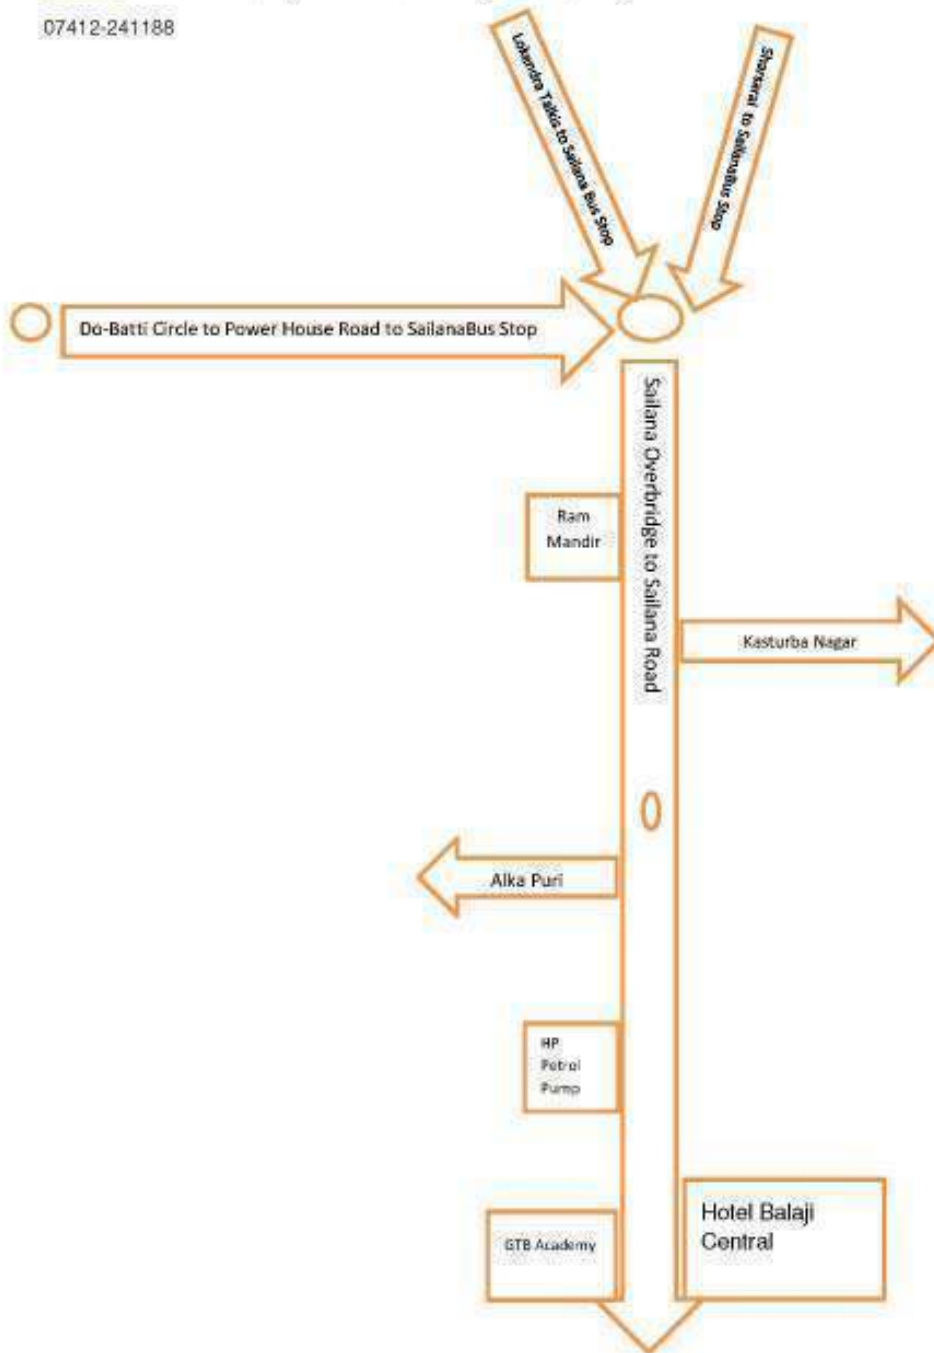 07412-241188
Lokendra Talkis to Sailana Bus Stop
Sharsarai to SailanaBus Stop
Do-Batti Circle to Power House Road to SailanaBus Stop
Sailana Overbridge to Sailana Road
Ram
Mandir
Kasturba Nagar
Alka Puri
HP
Petrol
Pump
GTB Academy
Hotel Balaji
Central